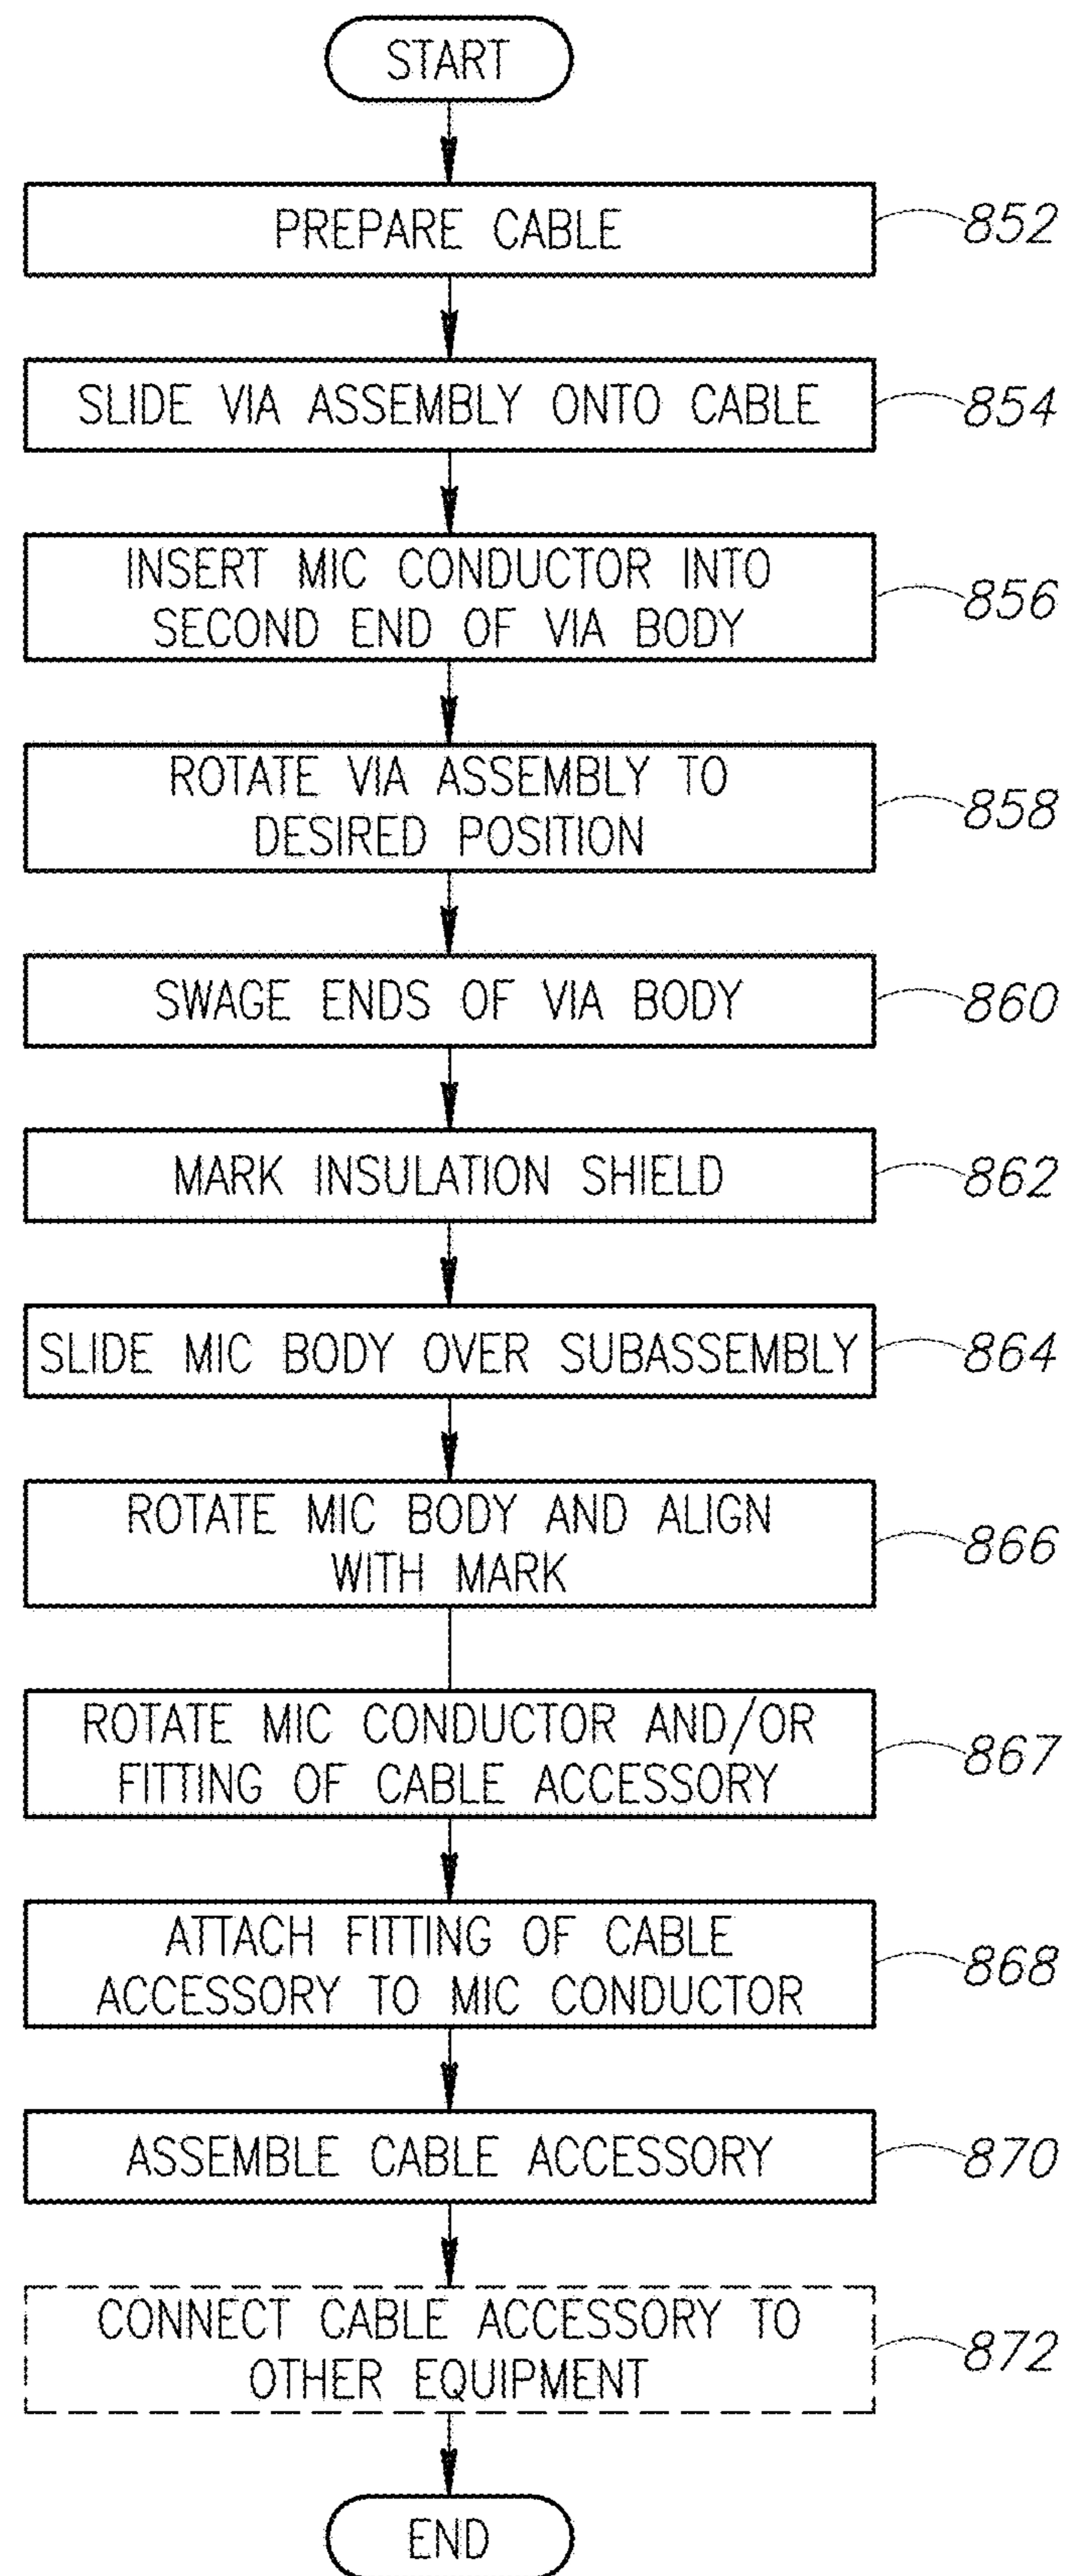 START
PREPARE CABLE
852
SLIDE VIA ASSEMBLY ONTO CABLE
854
INSERT MIC CONDUCTOR INTO
SECOND END OF VIA BODY
856
ROTATE VIA ASSEMBLY TO
DESIRED POSITION
858
SWAGE ENDS OF VIA BODY
860
MARK INSULATION SHIELD
862
SLIDE MIC BODY OVER SUBASSEMBLY
864
ROTATE MIC BODY AND ALIGN
WITH MARK
866
ROTATE MIC CONDUCTOR AND/OR
FITTING OF CABLE ACCESSORY
867
ATTACH FITTING OF CABLE
ACCESSORY TO MIC CONDUCTOR
868
ASSEMBLE CABLE ACCESSORY
870
CONNECT CABLE ACCESSORY TO
OTHER EQUIPMENT
872
END